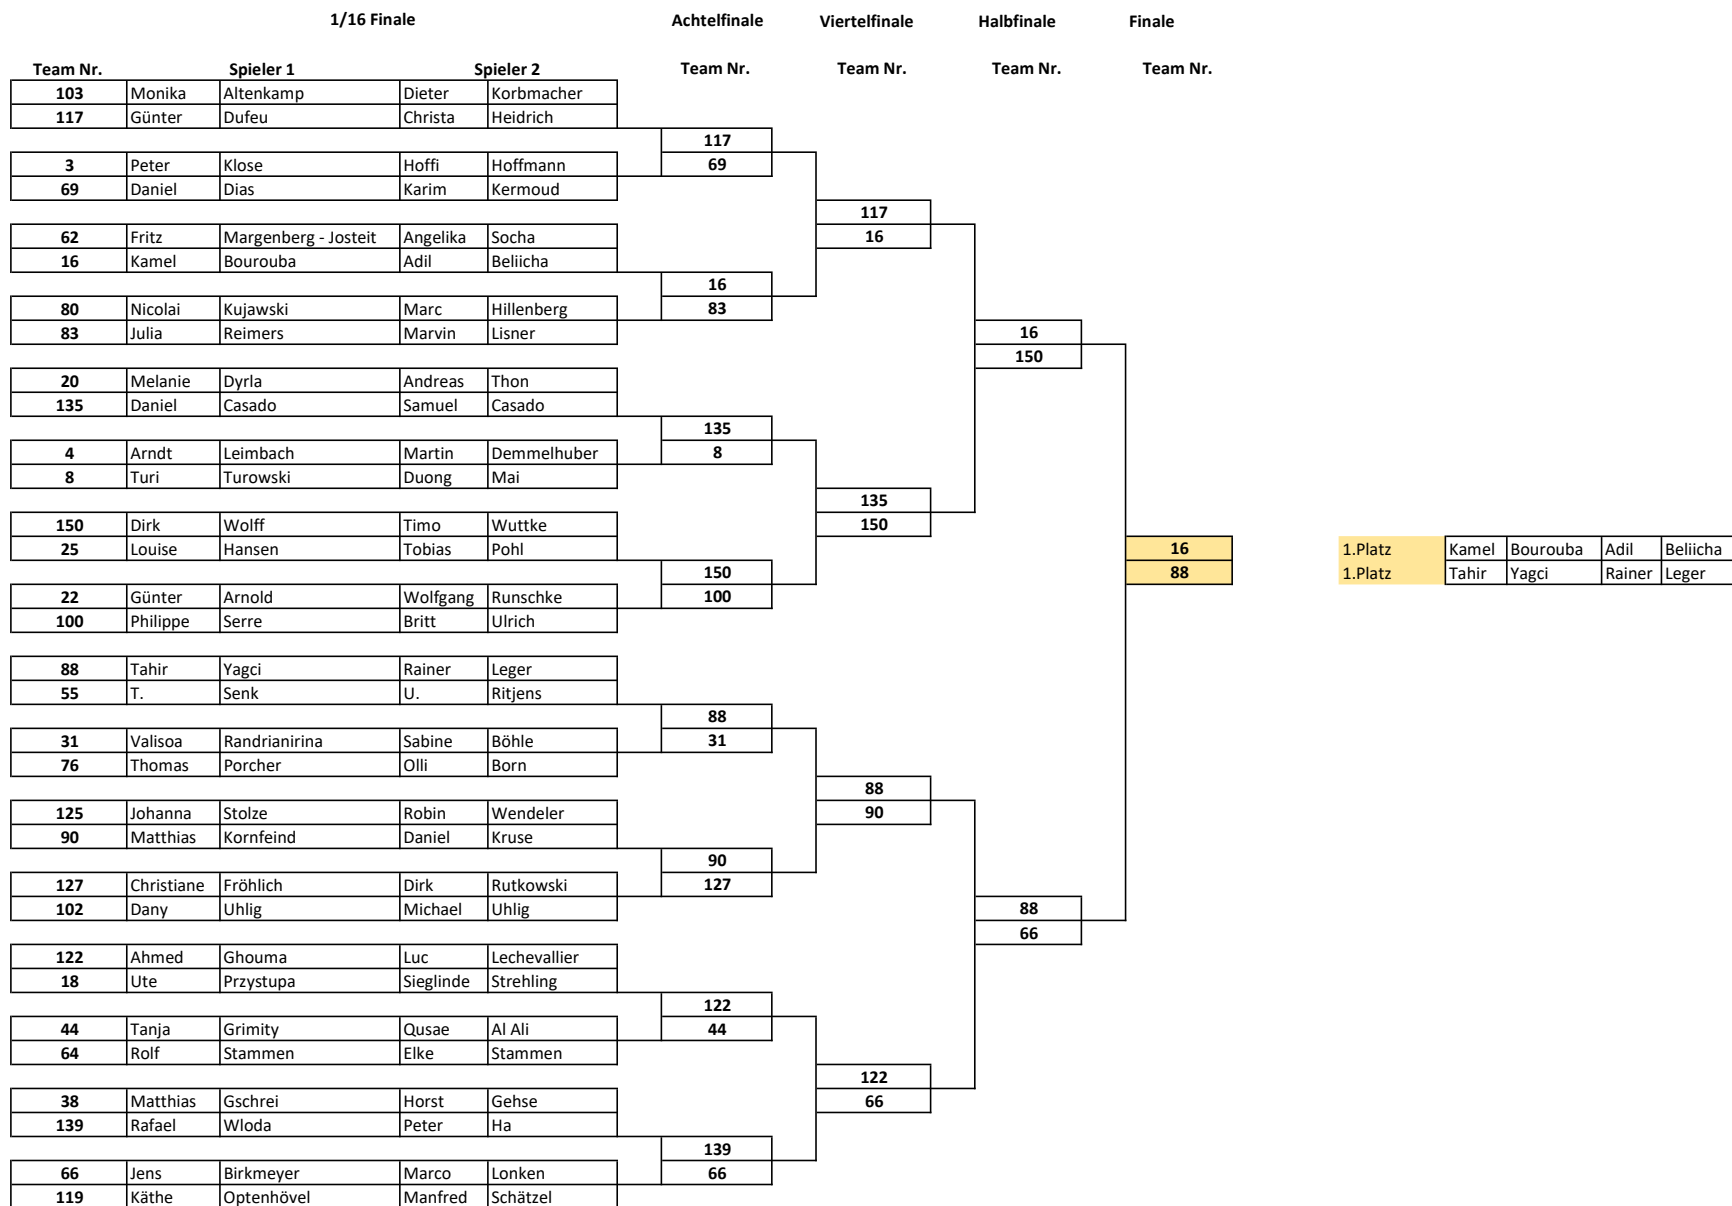 1/16 Finale Achtelfinale Viertelfinale Halbfinale Finale
Team Nr. Spieler 1 Spieler 2 Team Nr. Team Nr. Team Nr. Team Nr.
103 Monika Altenkamp Dieter Korbmacher
117 Günter Dufeu Christa Heidrich
117
3 Peter Klose Hoffi Hoffmann 69
69 Daniel Dias Karim Kermoud
117
62 Fritz Margenberg - Josteit Angelika Socha 16
16 Kamel Bourouba Adil Beliicha
16
80 Nicolai Kujawski Marc Hillenberg 83
83 Julia Reimers Marvin Lisner 16
150
20 Melanie Dyrla Andreas Thon
135 Daniel Casado Samuel Casado
135
4 Arndt Leimbach Martin Demmelhuber 8
8 Turi Turowski Duong Mai
135
150 Dirk Wolff Timo Wuttke 150
25 Louise Hansen Tobias Pohl 16 1.Platz Kamel Bourouba Adil Beliicha
150 88 1.Platz Tahir Yagci Rainer Leger
22 Günter Arnold Wolfgang Runschke 100
100 Philippe Serre Britt Ulrich
88 Tahir Yagci Rainer Leger
55 T. Senk U. Ritjens
88
31 Valisoa Randrianirina Sabine Böhle 31
76 Thomas Porcher Olli Born
88
125 Johanna Stolze Robin Wendeler 90
90 Matthias Kornfeind Daniel Kruse
90
127 Christiane Fröhlich Dirk Rutkowski 127
102 Dany Uhlig Michael Uhlig 88
66
122 Ahmed Ghouma Luc Lechevallier
18 Ute Przystupa Sieglinde Strehling
122
44 Tanja Grimity Qusae Al Ali 44
64 Rolf Stammen Elke Stammen
122
38 Matthias Gschrei Horst Gehse 66
139 Rafael Wloda Peter Ha
139
66 Jens Birkmeyer Marco Lonken 66
119 Käthe Optenhövel Manfred Schätzel